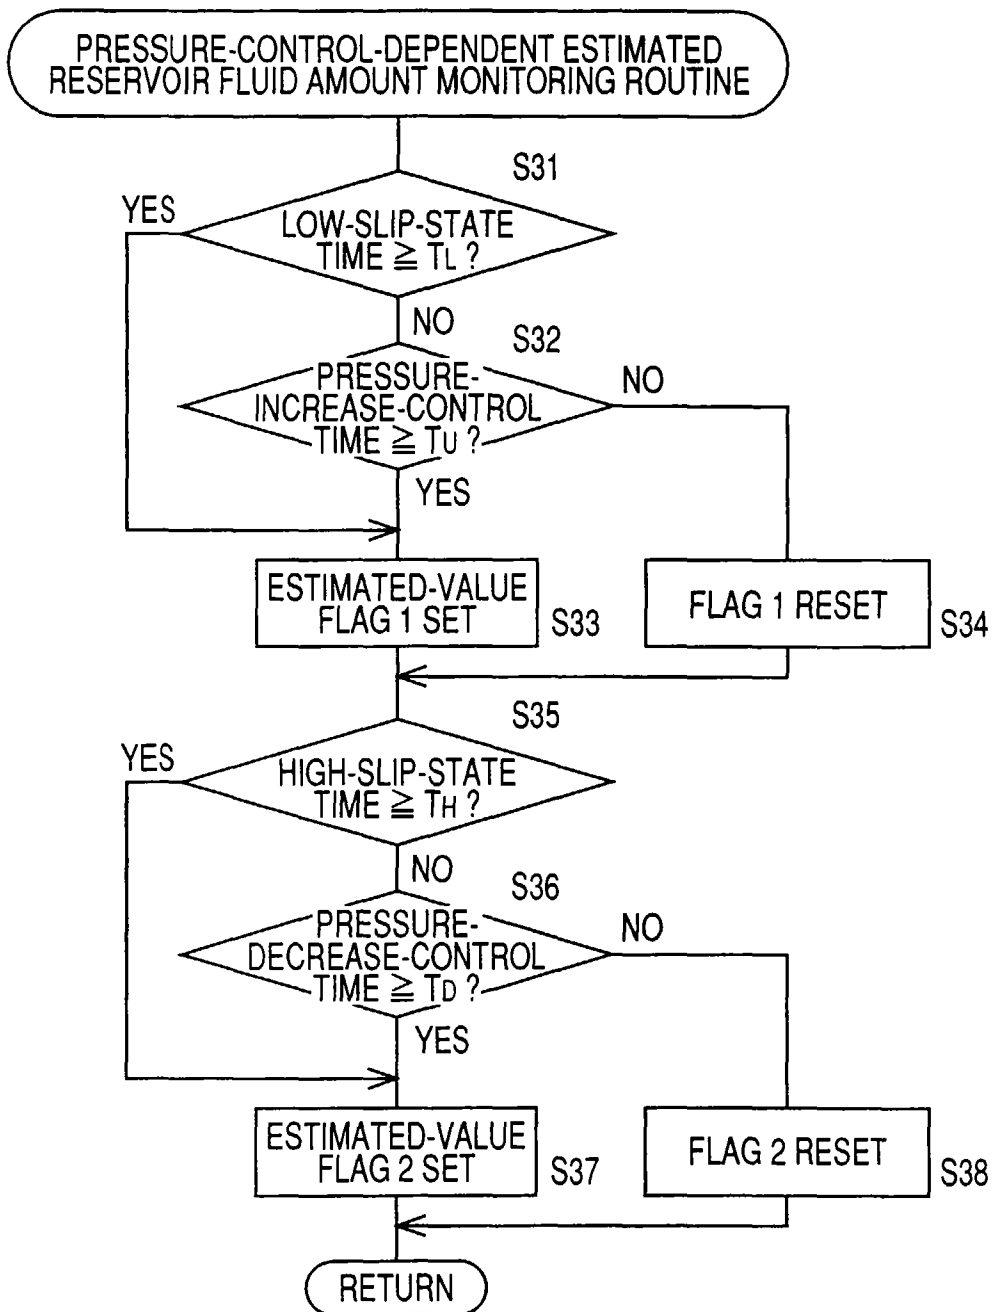 PRESSURE-CONTROL-DEPENDENT ESTIMATED
RESERVOIR FLUID AMOUNT MONITORING ROUTINE
S31
YES
LOW-SLIP-STATE
TIME ≧ TL ?
NO
S32
PRESSURE-
INCREASE-CONTROL
TIME ≧ TU ?
NO
YES
ESTIMATED-VALUE
FLAG 1 SET
S33
FLAG 1 RESET
S34
S35
YES
HIGH-SLIP-STATE
TIME ≧ TH ?
NO
S36
PRESSURE-
DECREASE-CONTROL
TIME ≧ TD ?
NO
YES
ESTIMATED-VALUE
FLAG 2 SET
S37
FLAG 2 RESET
S38
RETURN